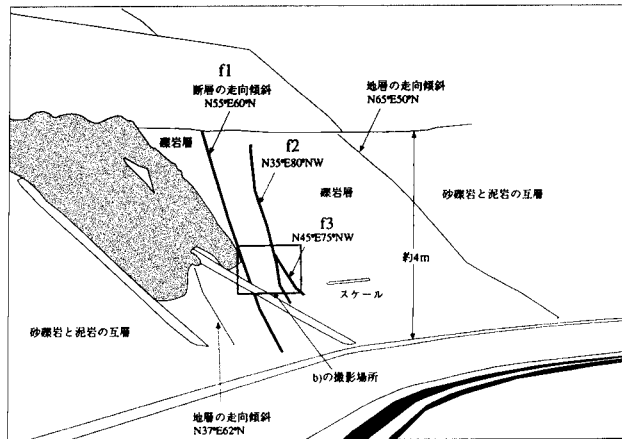 f1
断層の走向傾斜
N55°E60°N
地層の走向傾斜
N65°E50°N
礫岩層
f2
N35°E80°NW
礫岩層
砂礫岩と泥岩の互層
f3
N45°E75°NW
約4m
スケール
砂礫岩と泥岩の互層
b)の撮影場所
地層の走向傾斜
N37°E62°N